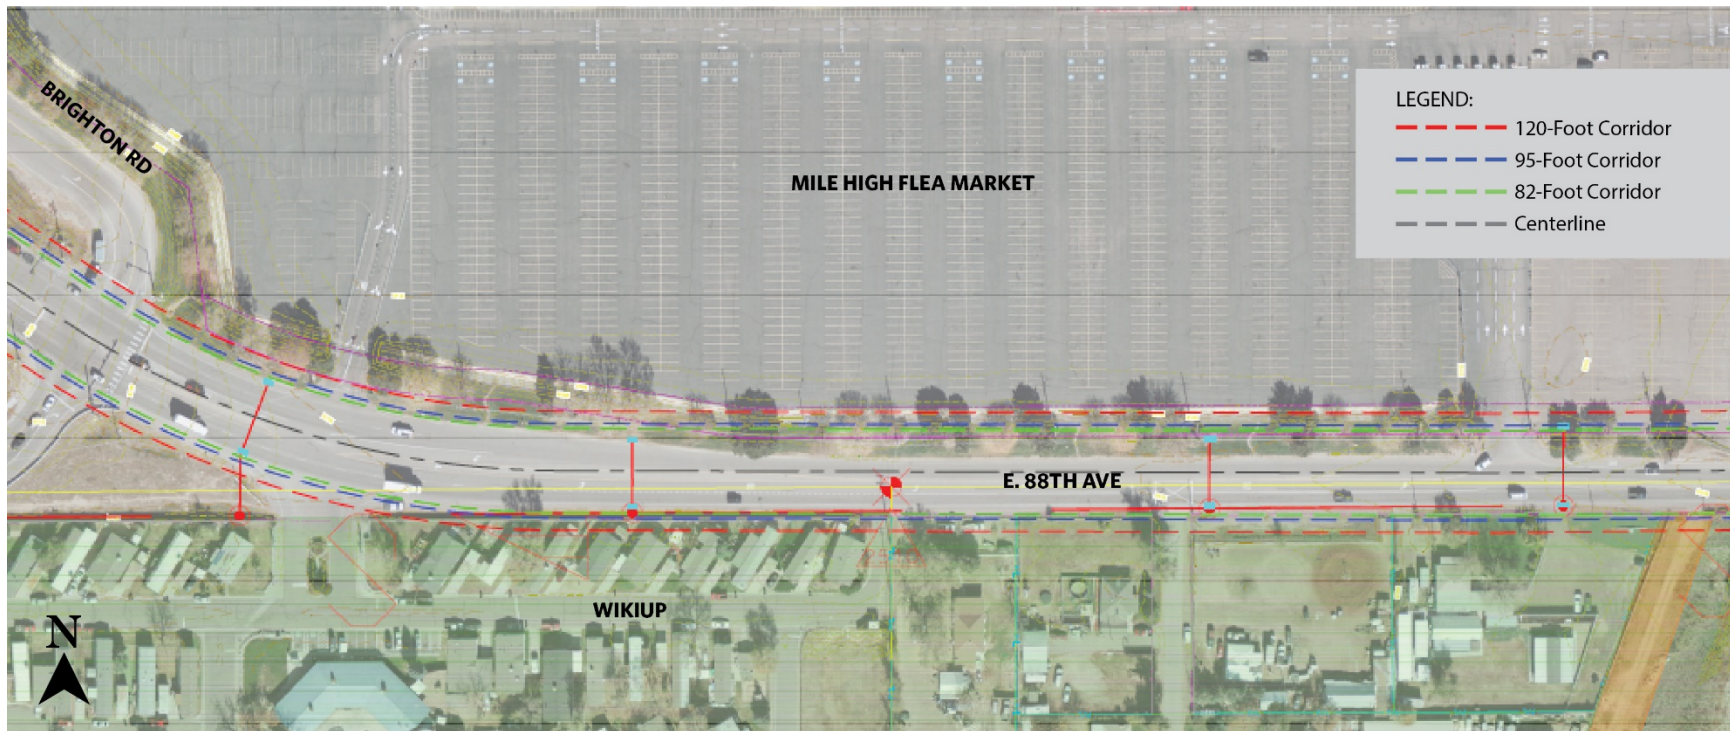 BRIGHTON RD
LEGEND:
120-Foot Corridor
95-Foot Corridor
82-Foot Corridor
Centerline
MILE HIGH FLEA MARKET
E. 88TH AVE
WIKIUP
N